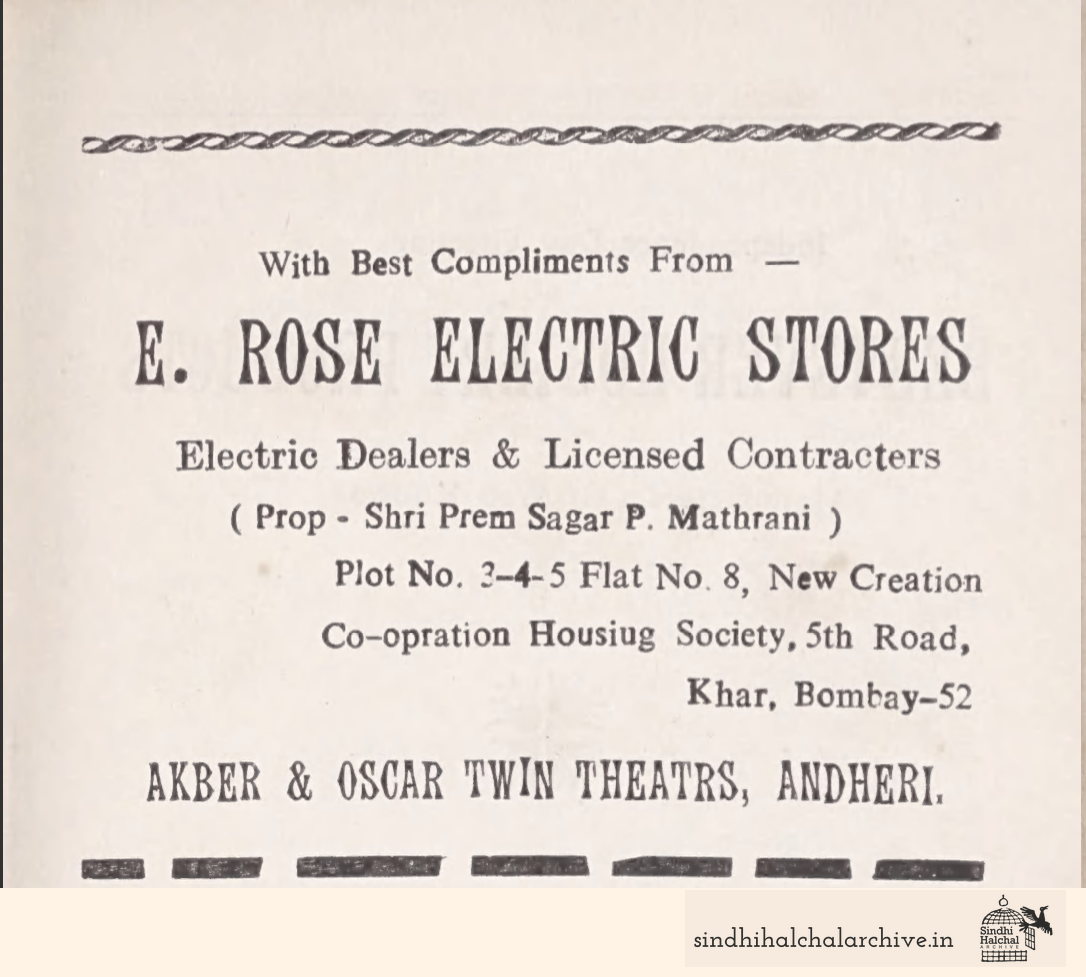 With Best Compliments From —
E. ROSE ELECTRIC STORES
Electric Dealers & Licensed Contracters
( Prop - Shri Prem Sagar P. Mathrani )
Plot No. 3-4-5 Flat No. 8, New Creation
Co-opration Housiug Society, 5th Road,
Khar, Bombay-52
AKBER & OSCAR TWIN THEATRS, ANDHERI.
sindhihalchalarchive.in
Sindhi
Halchal
ARCHIVE